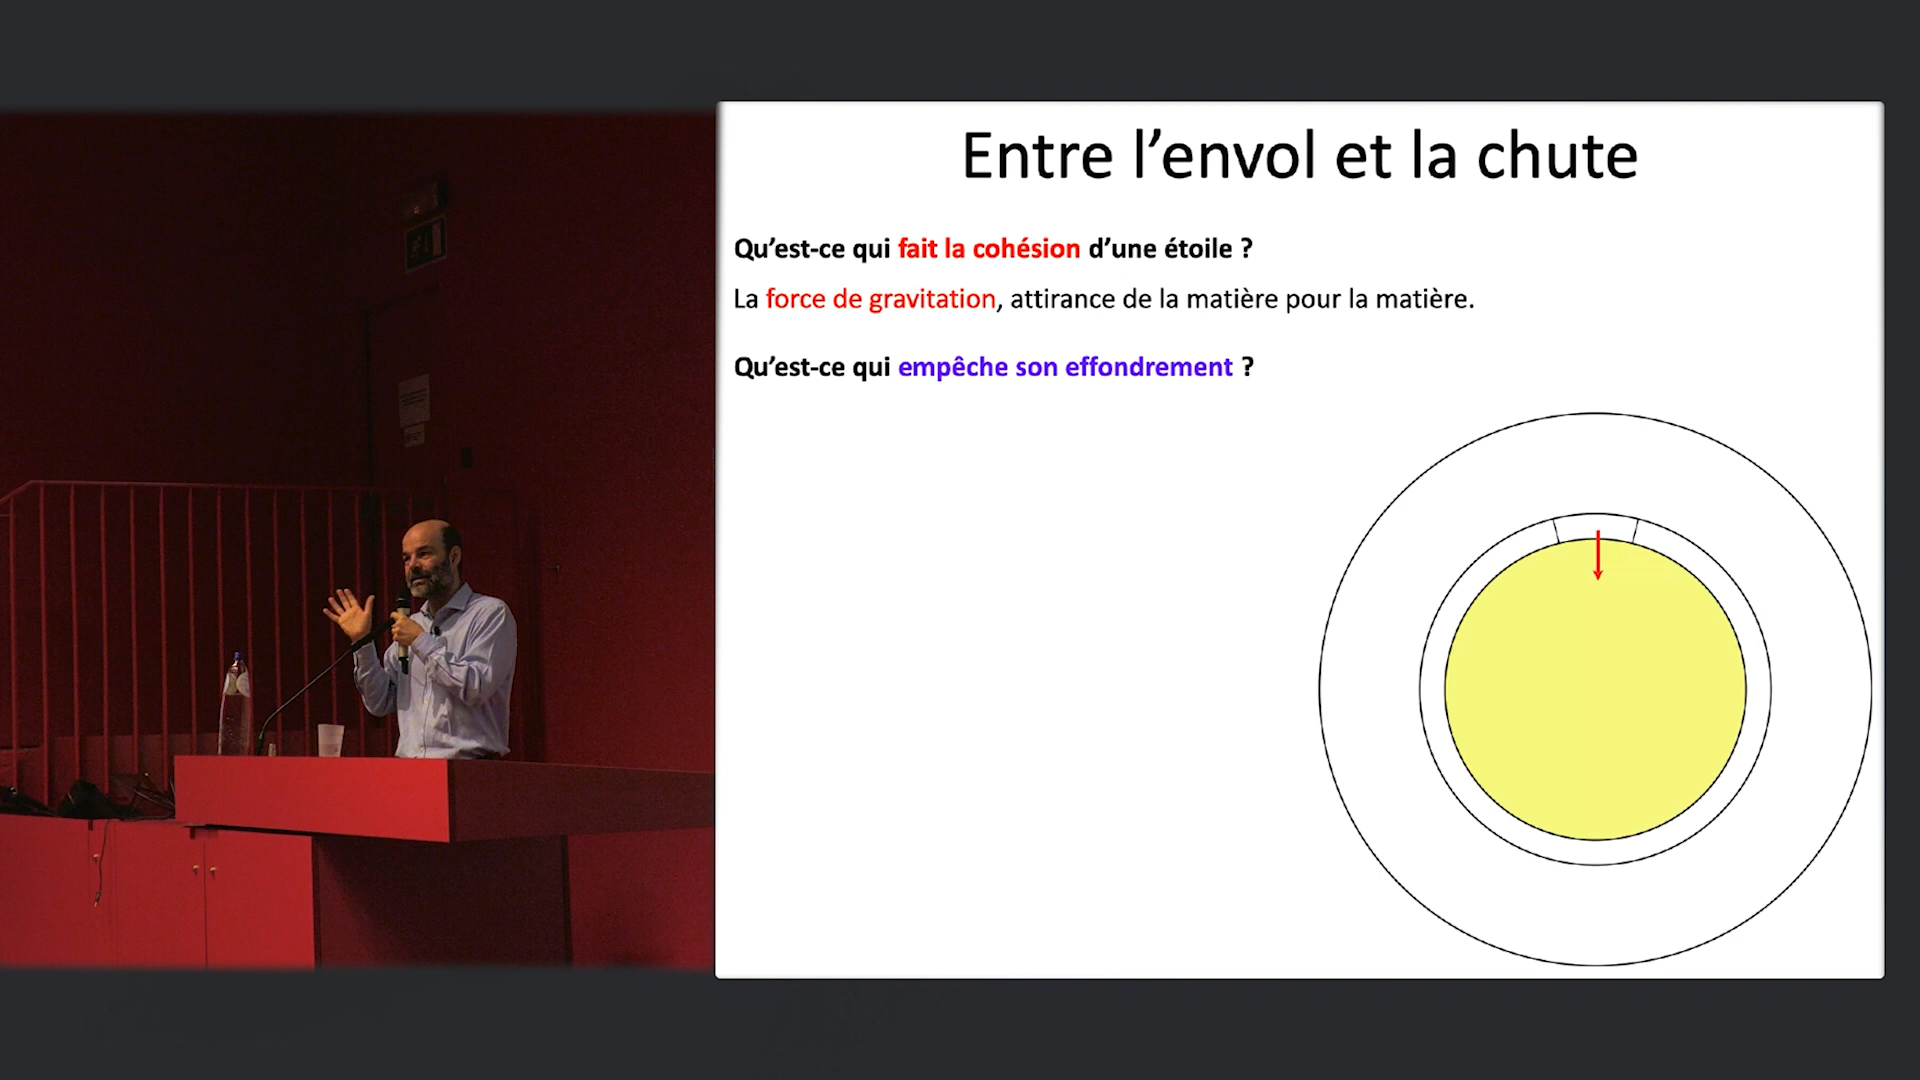 Entre l’envol et la chute
Qu’est-ce qui fait la cohésion d’une étoile ?
La force de gravitation, attirance de la matière pour la matière.
Qu’est-ce qui empêche son effondrement ?